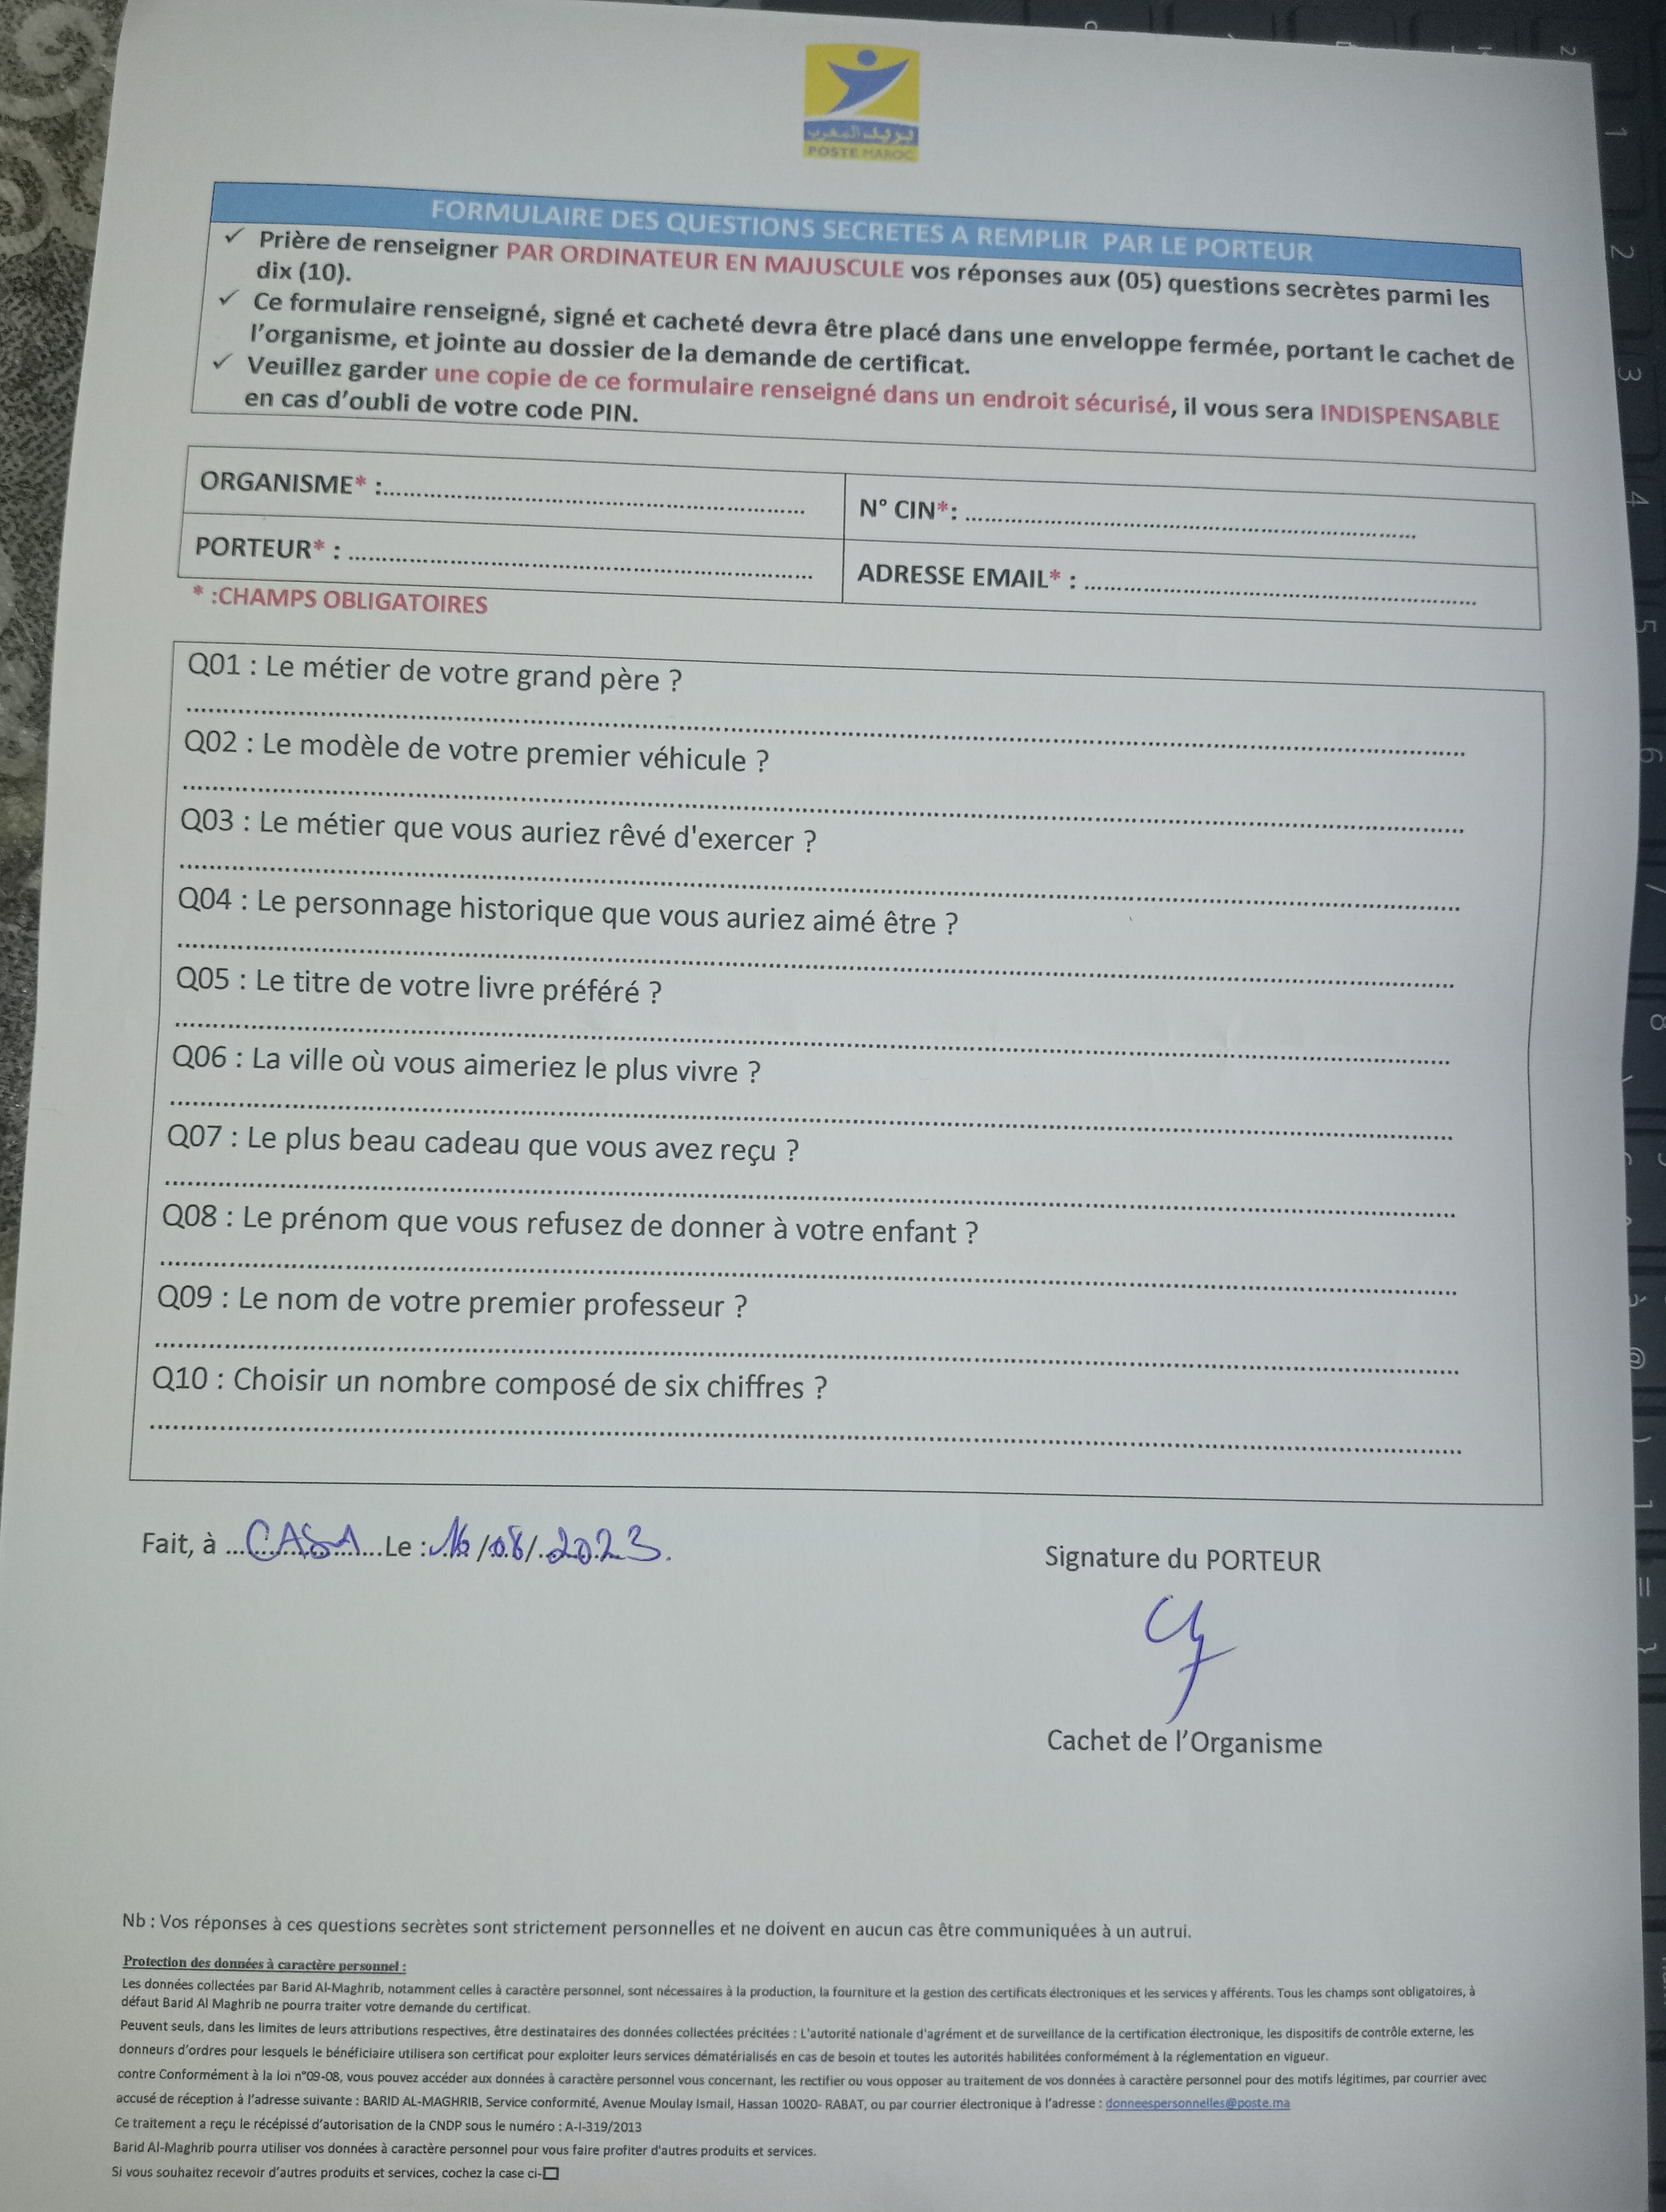 بريد المغرب
POSTE MAROC
FORMULAIRE DES QUESTIONS SECRETES A REMPLIR PAR LE PORTEUR
✓ Prière de renseigner PAR ORDINATEUR EN MAJUSCULE vos réponses aux (05) questions secrètes parmi les
dix (10).
✓ Ce formulaire renseigné, signé et cacheté devra être placé dans une enveloppe fermée, portant le cachet de
l'organisme, et jointe au dossier de la demande de certificat.
✓ Veuillez garder une copie de ce formulaire renseigné dans un endroit sécurisé, il vous sera INDISPENSABLE
en cas d'oubli de votre code PIN.
ORGANISME* :
N° CIN*:
PORTEUR* :
ADRESSE EMAIL* :
* :CHAMPS OBLIGATOIRES
Q01 : Le métier de votre grand père ?
Q02 : Le modèle de votre premier véhicule ?
Q03 : Le métier que vous auriez rêvé d'exercer ?
Q04 : Le personnage historique que vous auriez aimé être ?
Q05 : Le titre de votre livre préféré ?
Q06 : La ville où vous aimeriez le plus vivre ?
Q07 : Le plus beau cadeau que vous avez reçu ?
Q08 : Le prénom que vous refusez de donner à votre enfant ?
Q09 : Le nom de votre premier professeur ?
Q10 : Choisir un nombre composé de six chiffres ?
Fait, à CASA Le : 16/08/2023.
Signature du PORTEUR
Cachet de l'Organisme
Nb : Vos réponses à ces questions secrètes sont strictement personnelles et ne doivent en aucun cas être communiquées à un autrui.
Protection des données à caractère personnel :
Les données collectées par Barid Al-Maghrib, notamment celles à caractère personnel, sont nécessaires à la production, la fourniture et la gestion des certificats électroniques et les services y afférents. Tous les champs sont obligatoires, à
défaut Barid Al Maghrib ne pourra traiter votre demande du certificat.
Peuvent seuls, dans les limites de leurs attributions respectives, être destinataires des données collectées précitées : L'autorité nationale d'agrément et de surveillance de la certification électronique, les dispositifs de contrôle externe, les
donneurs d'ordres pour lesquels le bénéficiaire utilisera son certificat pour exploiter leurs services dématérialisés en cas de besoin et toutes les autorités habilitées conformément à la réglementation en vigueur.
contre Conformément à la loi n°09-08, vous pouvez accéder aux données à caractère personnel vous concernant, les rectifier ou vous opposer au traitement de vos données à caractère personnel pour des motifs légitimes, par courrier avec
accusé de réception à l'adresse suivante : BARID AL-MAGHRIB, Service conformité, Avenue Moulay Ismail, Hassan 10020- RABAT, ou par courrier électronique à l'adresse : donneespersonnelles@poste.ma
Ce traitement a reçu le récépissé d'autorisation de la CNDP sous le numéro : A-I-319/2013
Barid Al-Maghrib pourra utiliser vos données à caractère personnel pour vous faire profiter d'autres produits et services.
Si vous souhaitez recevoir d'autres produits et services, cochez la case ci-